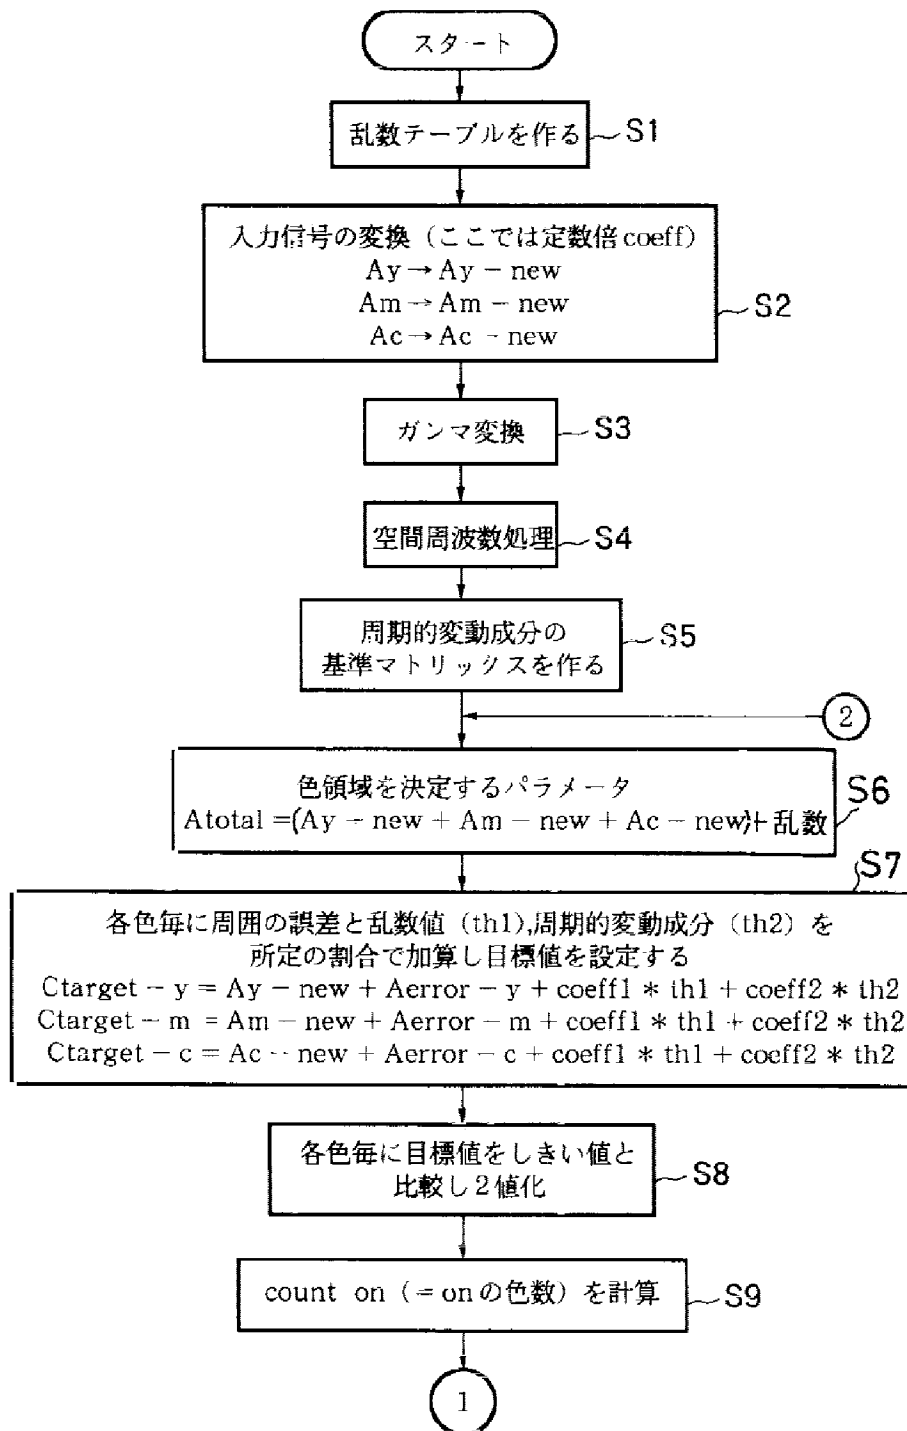 スタート
乱数テーブルを作る
S1
入力信号の変換（ここでは定数倍coeff）
Ay → Ay − new
Am → Am − new
Ac → Ac − new
S2
ガンマ変換
S3
空間周波数処理
S4
周期的変動成分の
基準マトリックスを作る
S5
2
色領域を決定するパラメータ
Atotal =(Ay − new + Am − new + Ac − new)+ 乱数
S6
S7
各色毎に周囲の誤差と乱数値（th1),周期的変動成分（th2）を
所定の割合で加算し目標値を設定する
Ctarget − y = Ay − new + Aerror − y + coeff1 * th1 + coeff2 * th2
Ctarget − m = Am − new + Aerror − m + coeff1 * th1 + coeff2 * th2
Ctarget − c = Ac − new + Aerror − c + coeff1 * th1 + coeff2 * th2
各色毎に目標値をしきい値と
比較し2値化
S8
count on（= onの色数）を計算
S9
1